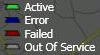 Active
Error
Failed
Out Of Service